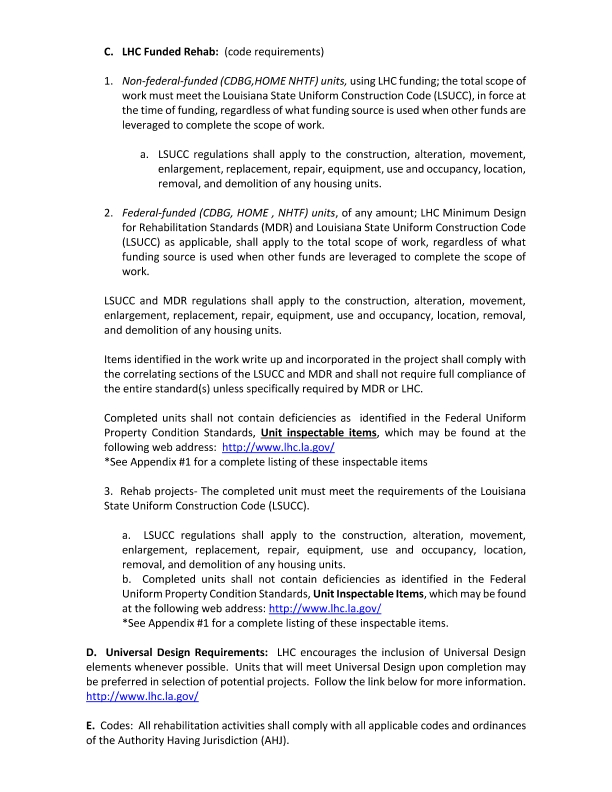 C. LHC Funded Rehab: (code requirements)
1. Non-federal-funded (CDBG,HOME NHTF) units, using LHC funding; the total scope of
work must meet the Louisiana State Uniform Construction Code (LSUCC), in force at
the time of funding, regardless of what funding source is used when other funds are
leveraged to complete the scope of work.
a. LSUCC regulations shall apply to the construction, alteration, movement,
enlargement, replacement, repair, equipment, use and occupancy, location,
removal, and demolition of any housing units.
2. Federal-funded (CDBG, HOME , NHTF) units, of any amount; LHC Minimum Design
for Rehabilitation Standards (MDR) and Louisiana State Uniform Construction Code
(LSUCC) as applicable, shall apply to the total scope of work, regardless of what
funding source is used when other funds are leveraged to complete the scope of
work.
LSUCC and MDR regulations shall apply to the construction, alteration, movement,
enlargement, replacement, repair, equipment, use and occupancy, location, removal,
and demolition of any housing units.
Items identified in the work write up and incorporated in the project shall comply with
the correlating sections of the LSUCC and MDR and shall not require full compliance of
the entire standard(s) unless specifically required by MDR or LHC.
Completed units shall not contain deficiencies as identified in the Federal Uniform
Property Condition Standards, Unit inspectable items, which may be found at the
following web address: http://www.lhc.la.gov/
*See Appendix #1 for a complete listing of these inspectable items
3. Rehab projects- The completed unit must meet the requirements of the Louisiana
State Uniform Construction Code (LSUCC).
a. LSUCC regulations shall apply to the construction, alteration, movement,
enlargement, replacement, repair, equipment, use and occupancy, location,
removal, and demolition of any housing units.
b. Completed units shall not contain deficiencies as identified in the Federal
Uniform Property Condition Standards, Unit Inspectable Items, which may be found
at the following web address: http://www.lhc.la.gov/
*See Appendix #1 for a complete listing of these inspectable items.
D. Universal Design Requirements: LHC encourages the inclusion of Universal Design
elements whenever possible. Units that will meet Universal Design upon completion may
be preferred in selection of potential projects. Follow the link below for more information.
http://www.lhc.la.gov/
E. Codes: All rehabilitation activities shall comply with all applicable codes and ordinances
of the Authority Having Jurisdiction (AHJ).